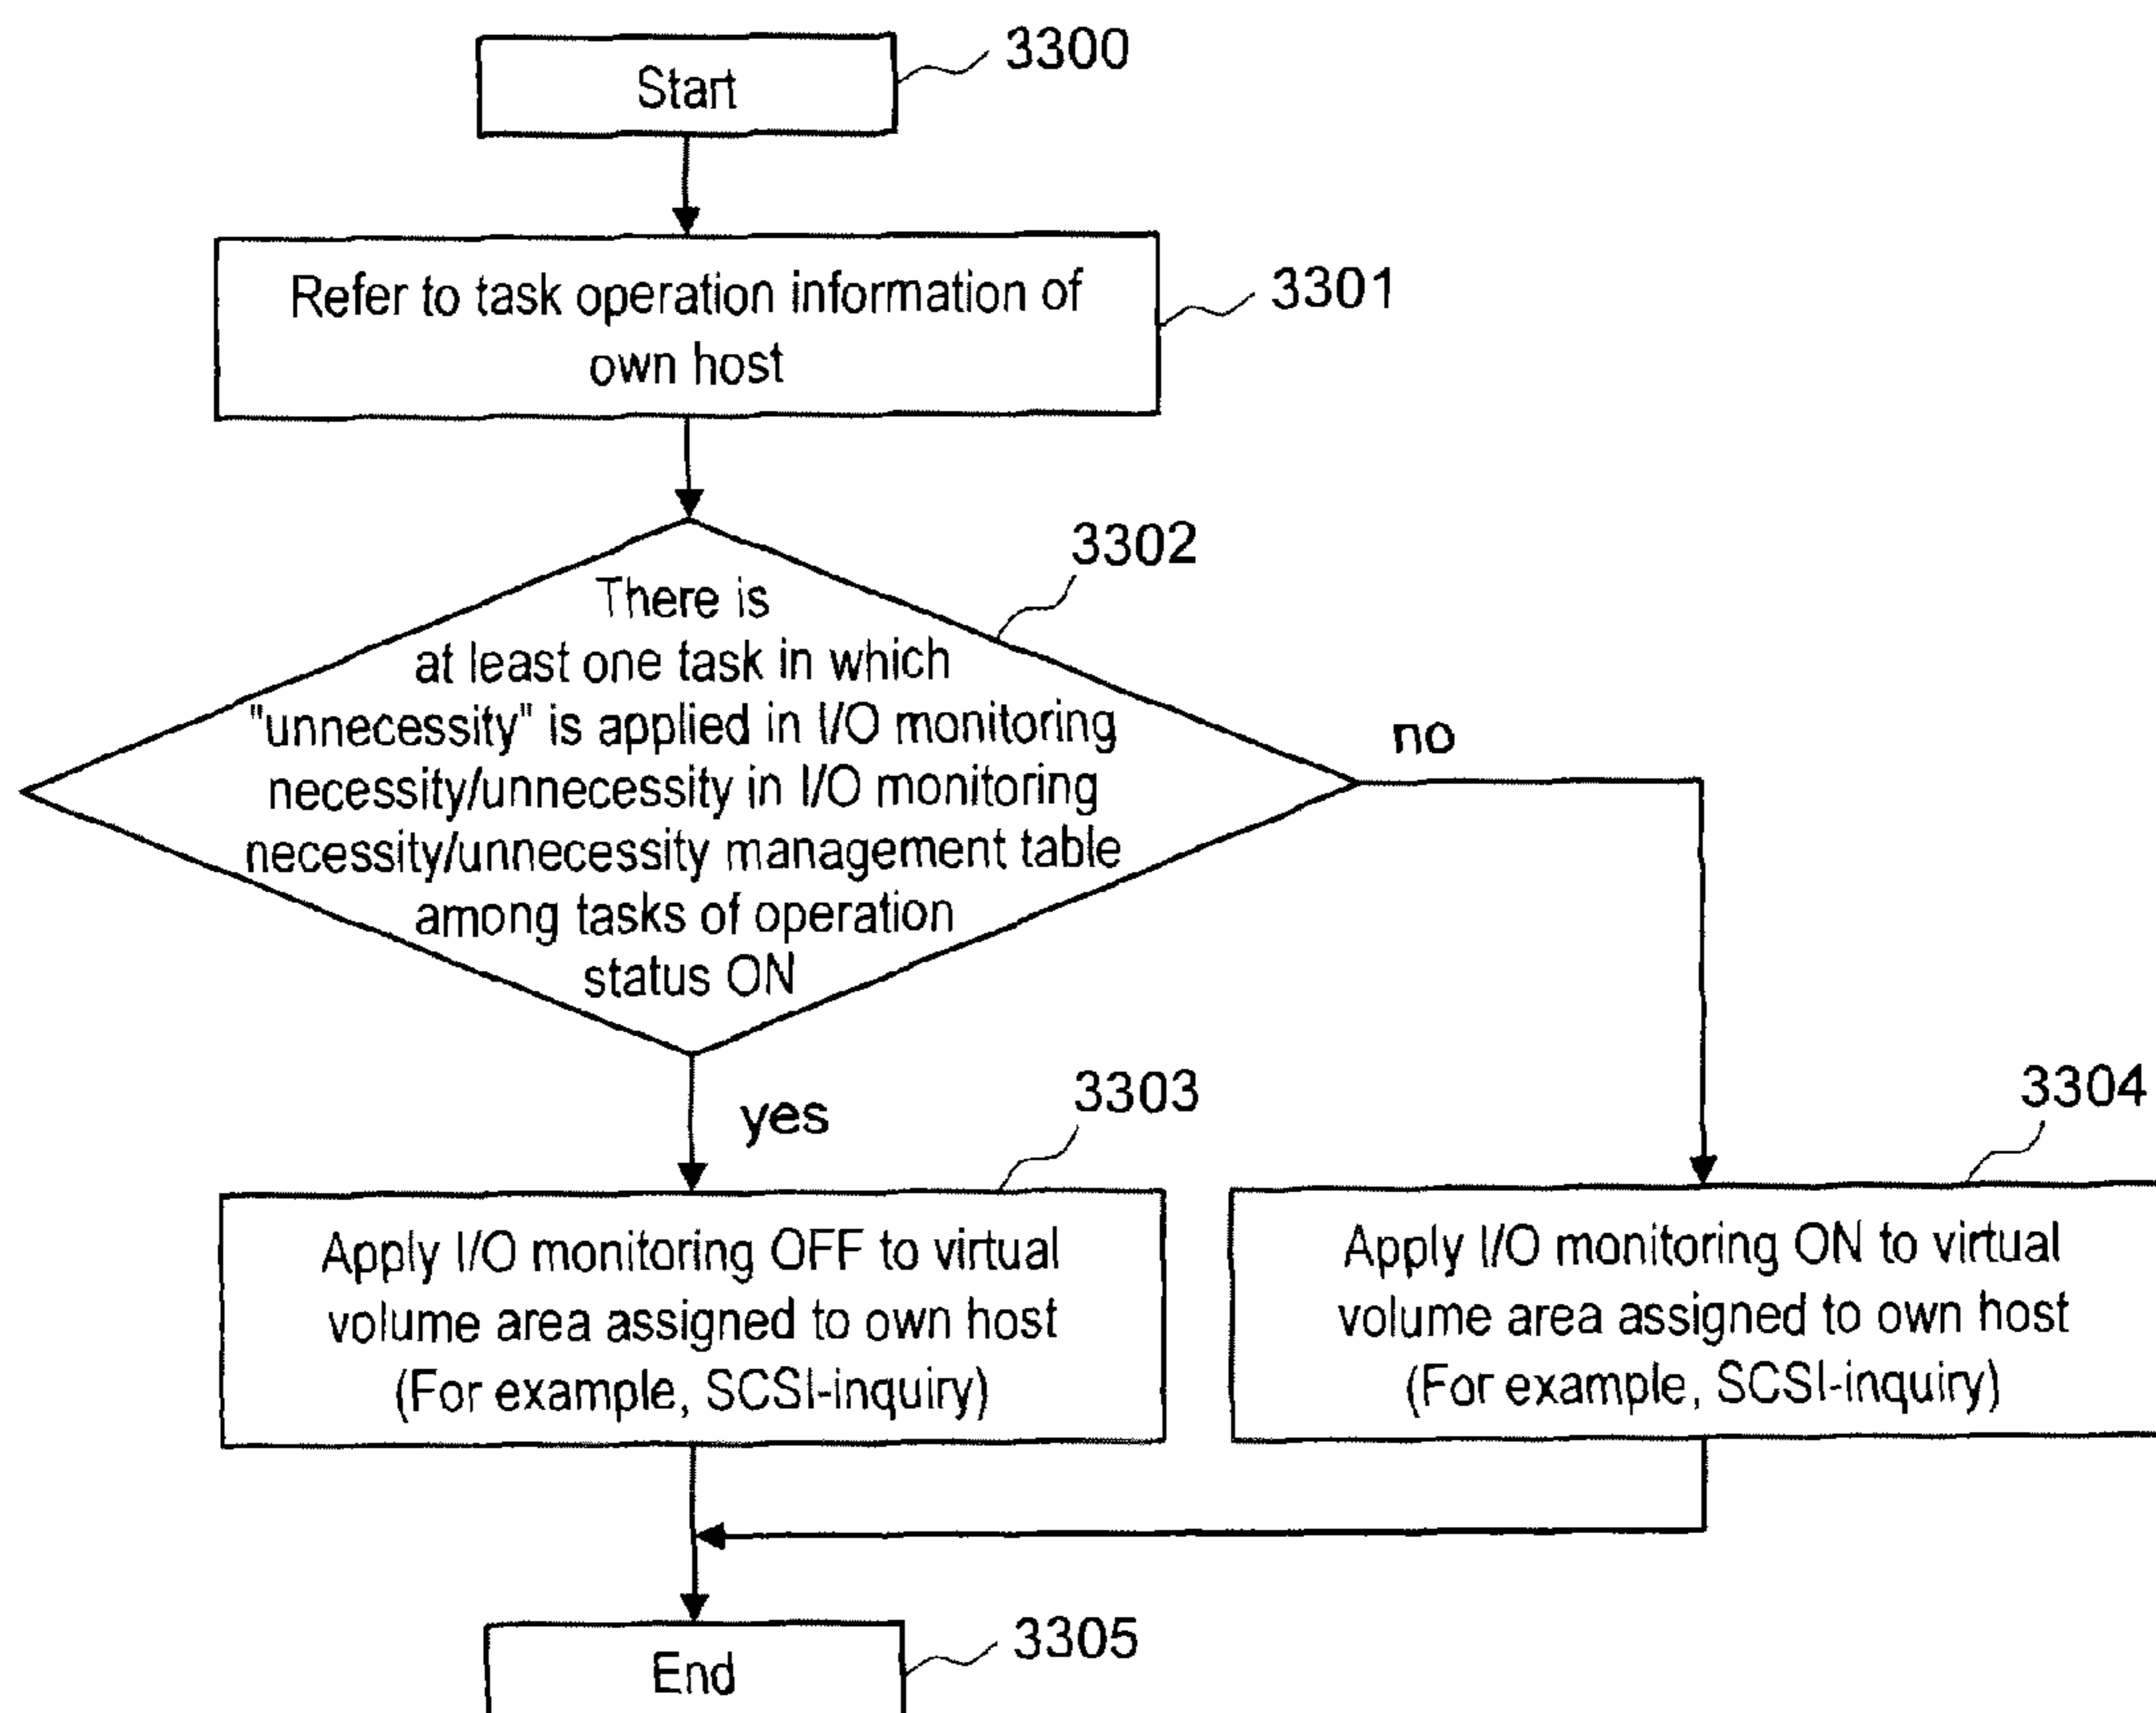 Start
3300
Refer to task operation information of
own host
3301
3302
There is
at least one task in which
"unnecessity" is applied in I/O monitoring
necessity/unnecessity in I/O monitoring
necessity/unnecessity management table
among tasks of operation
status ON
no
yes
3303
3304
Apply I/O monitoring OFF to virtual
volume area assigned to own host
(For example, SCSI-inquiry)
Apply I/O monitoring ON to virtual
volume area assigned to own host
(For example, SCSI-inquiry)
End
3305